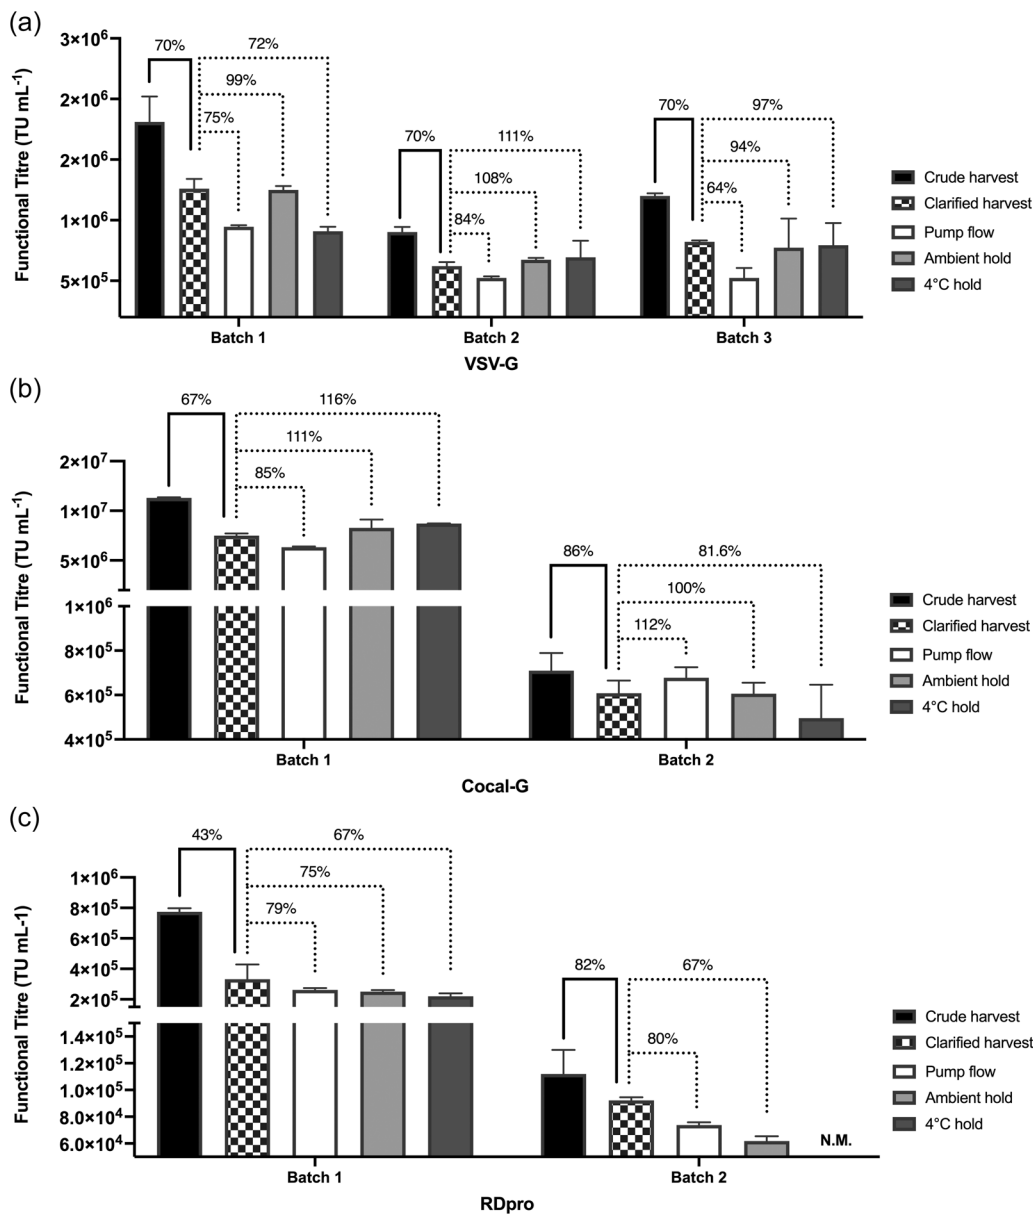 (a)
Functional Titre (TU mL⁻¹)
3×10⁶
2×10⁶
2×10⁶
1×10⁶
5×10⁵
70%
72%
99%
75%
70%
111%
108%
84%
70%
97%
94%
64%
Batch 1
Batch 2
Batch 3
VSV-G
Crude harvest
Clarified harvest
Pump flow
Ambient hold
4°C hold
(b)
Functional Titre (TU mL⁻¹)
2×10⁷
1×10⁷
5×10⁶
1×10⁶
8×10⁵
6×10⁵
4×10⁵
67%
116%
111%
85%
86%
81.6%
100%
112%
Batch 1
Batch 2
Cocal-G
Crude harvest
Clarified harvest
Pump flow
Ambient hold
4°C hold
(c)
Functional Titre (TU mL-1)
1×10⁶
8×10⁵
6×10⁵
4×10⁵
2×10⁵
1.4×10⁵
1.2×10⁵
1.0×10⁵
8.0×10⁴
6.0×10⁴
43%
67%
75%
79%
82%
67%
80%
N.M.
Batch 1
Batch 2
RDpro
Crude harvest
Clarified harvest
Pump flow
Ambient hold
4°C hold